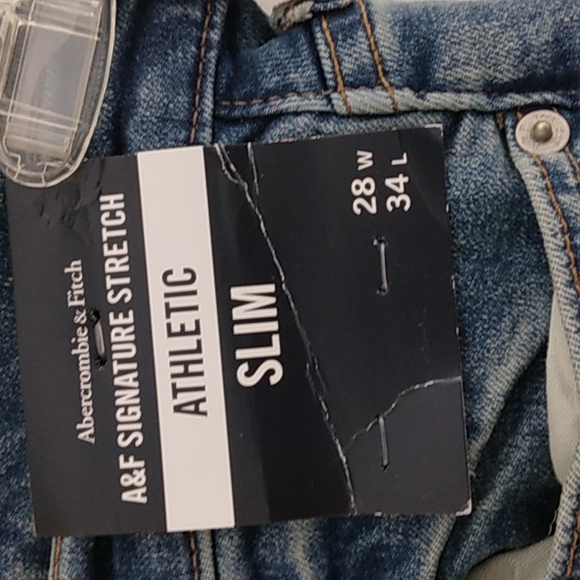 Abercrombie & Fitch
A&F SIGNATURE STRETCH
ATHLETIC
SLIM
28 W
34 L